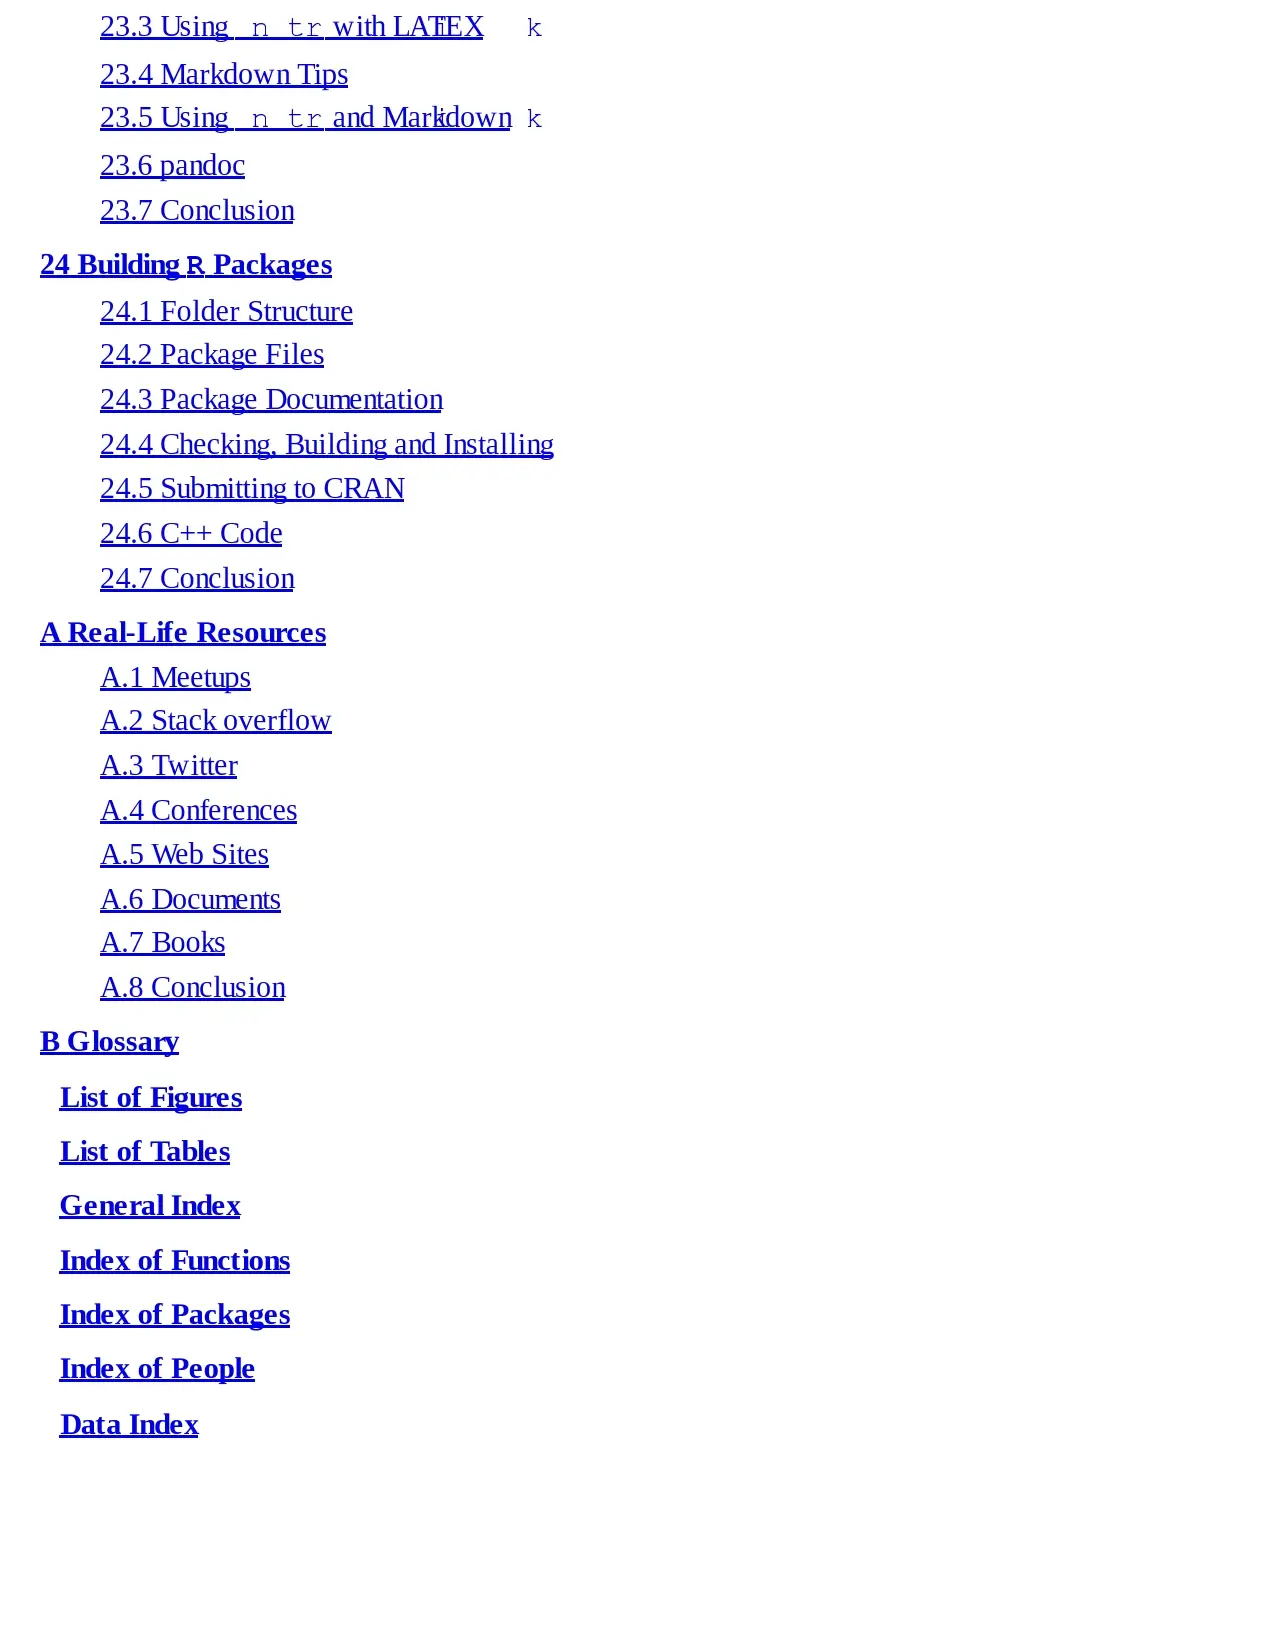 23.3 Using n tr with LATEX i k
23.4 Markdown Tips
23.5 Using n tr and Markdown i k
23.6 pandoc
23.7 Conclusion
24 Building R Packages
24.1 Folder Structure
24.2 Package Files
24.3 Package Documentation
24.4 Checking, Building and Installing
24.5 Submitting to CRAN
24.6 C++ Code
24.7 Conclusion
A Real-Life Resources
A.1 Meetups
A.2 Stack overflow
A.3 Twitter
A.4 Conferences
A.5 Web Sites
A.6 Documents
A.7 Books
A.8 Conclusion
B Glossary
List of Figures
List of Tables
General Index
Index of Functions
Index of Packages
Index of People
Data Index